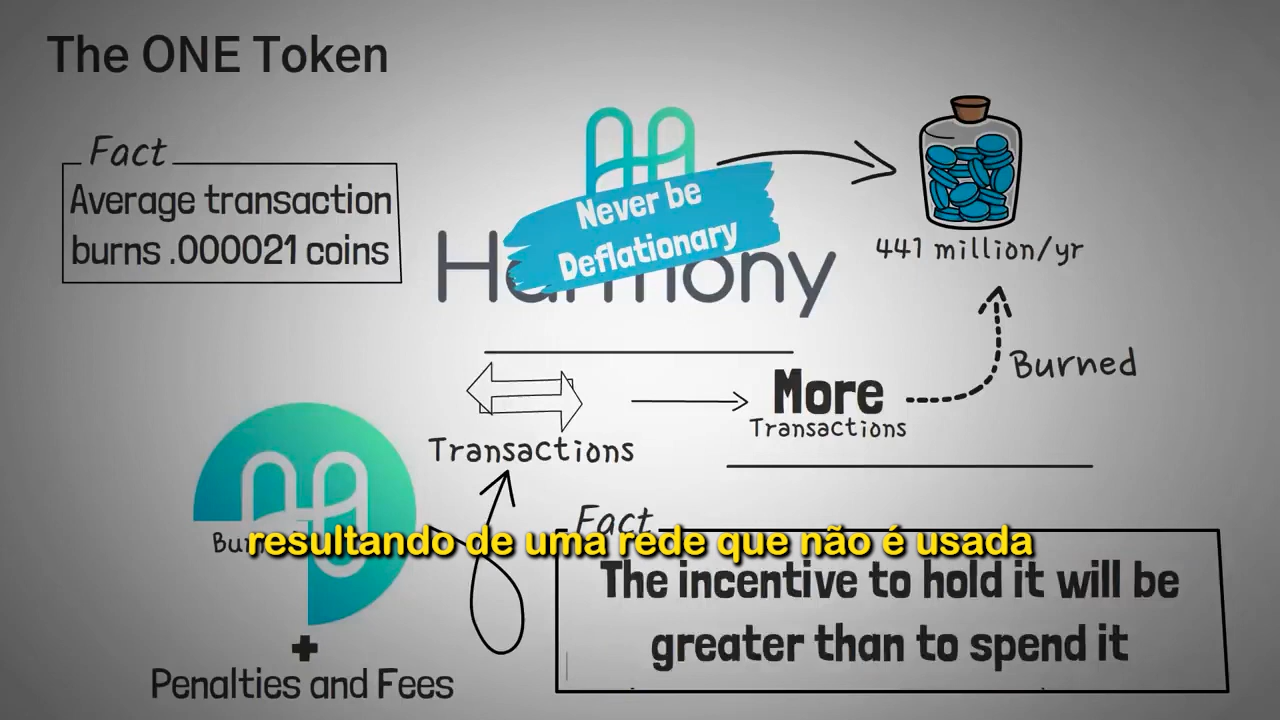 The ONE Token
Fact
Average transaction
burns .000021 coins
Never be
Deflationary
Harmony
441 million/yr
Burned
More
Transactions
Transactions
Fact
resultando de uma rede que não é usada
The incentive to hold it will be
greater than to spend it
+
Penalties and Fees